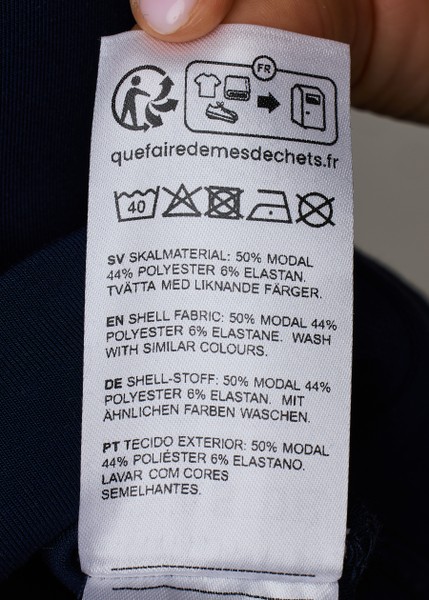 FR
quefairedemesdechets.fr
40
SV SKALMATERIAL: 50% MODAL
44% POLYESTER 6% ELASTAN.
TVÄTTA MED LIKNANDE FÄRGER.
EN SHELL FABRIC: 50% MODAL 44%
POLYESTER 6% ELASTANE. WASH
WITH SIMILAR COLOURS.
DE SHELL-STOFF: 50% MODAL 44%
POLYESTER 6% ELASTAN. MIT
ÄHNLICHEN FARBEN WASCHEN.
PT TECIDO EXTERIOR: 50% MODAL
44% POLIÉSTER 6% ELASTANO.
LAVAR COM CORES
SEMELHANTES.